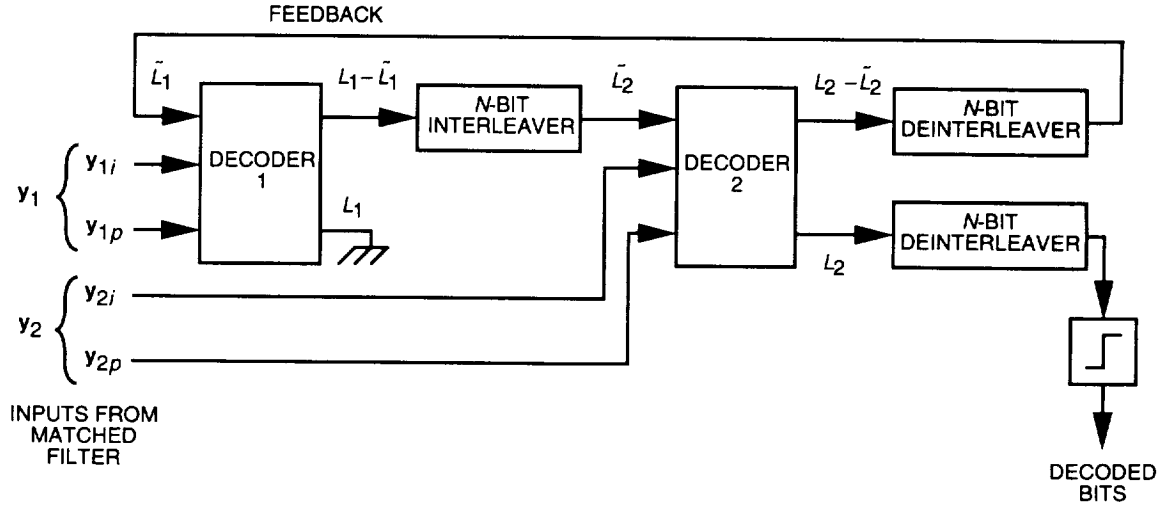 FEEDBACK
L̃1
L1 – L̃1
N-BIT
INTERLEAVER
L̃2
L2 – L̃2
N-BIT
DEINTERLEAVER
DECODER
1
DECODER
2
y1
y1i
y1p
L1
N-BIT
DEINTERLEAVER
L2
y2
y2i
y2p
INPUTS FROM
MATCHED
FILTER
DECODED
BITS